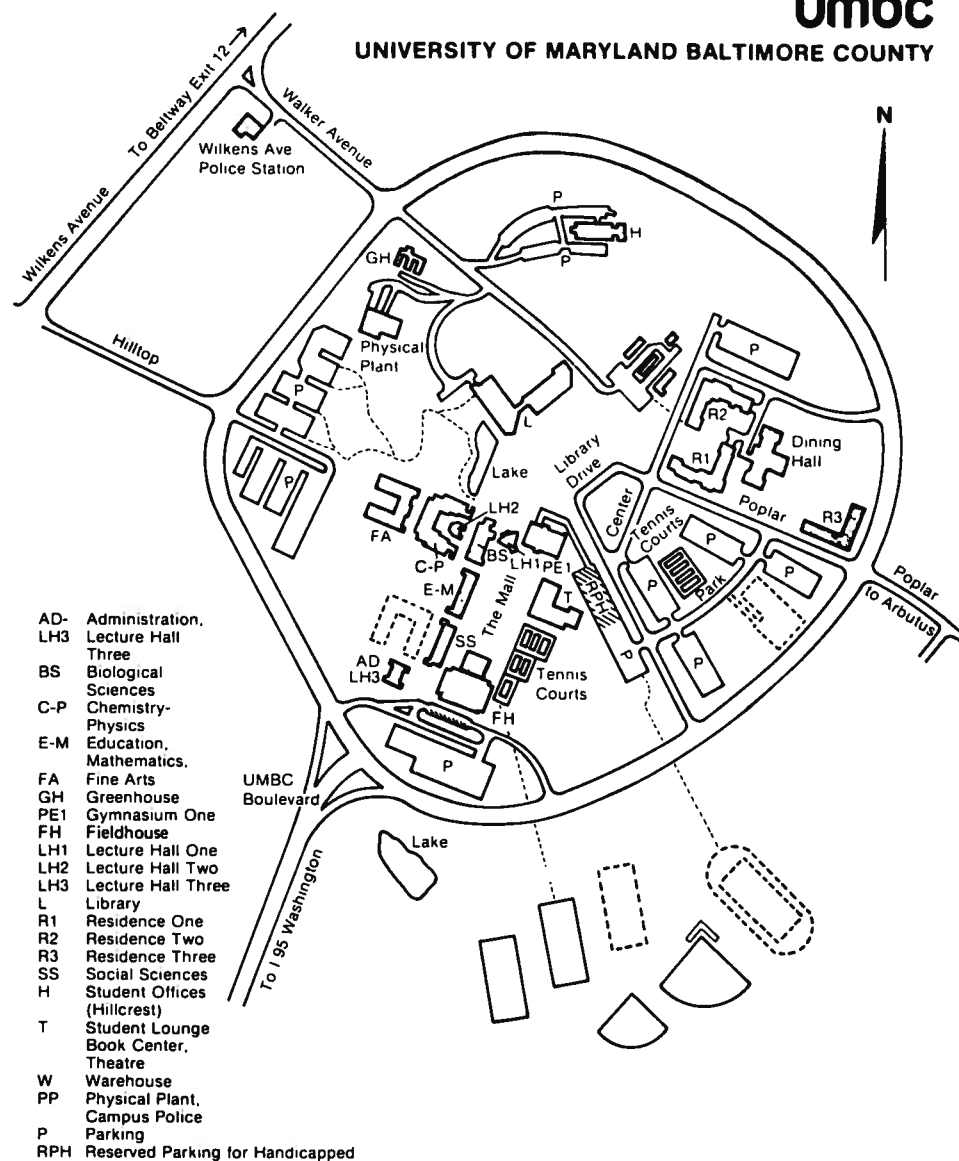 umbc
UNIVERSITY OF MARYLAND BALTIMORE COUNTY
To Beltway Exit 12 →
Walker Avenue
Wilkens Ave
Police Station
Wilkens Avenue
Hilltop
N
P
H
P
GH
Physical
Plant
P
P
P
L
Lake
Library
Drive
Center
R2
R1
Dining
Hall
Poplar
R3
Tennis
Courts
P
P
P
Park
P
Poplar
to Arbutus
FA
C-P
LH2
BS
LH1
PE1
RPH
P
E-M
The Mall
T
SS
AD
LH3
Tennis
Courts
FH
P
UMBC
Boulevard
Lake
To I 95 Washington
AD- Administration,
LH3 Lecture Hall
Three
BS Biological
Sciences
C-P Chemistry-
Physics
E-M Education,
Mathematics,
FA Fine Arts
GH Greenhouse
PE1 Gymnasium One
FH Fieldhouse
LH1 Lecture Hall One
LH2 Lecture Hall Two
LH3 Lecture Hall Three
L Library
R1 Residence One
R2 Residence Two
R3 Residence Three
SS Social Sciences
H Student Offices
(Hillcrest)
T Student Lounge
Book Center,
Theatre
W Warehouse
PP Physical Plant,
Campus Police
P Parking
RPH Reserved Parking for Handicapped